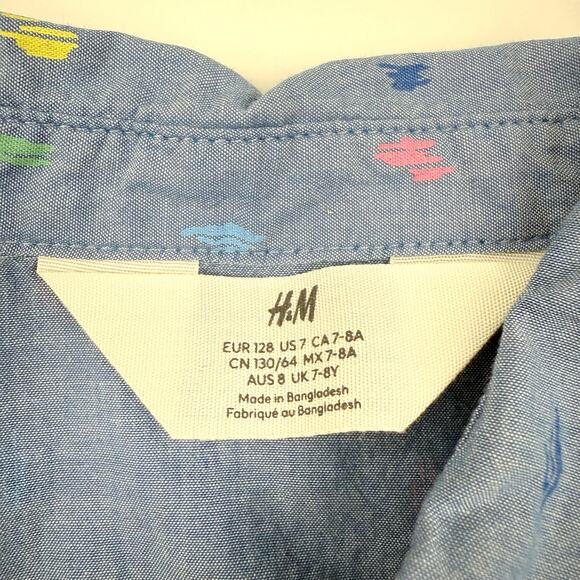 H&M
EUR 128 US 7 CA 7-8A
CN 130/64 MX 7-8A
AUS 8 UK 7-8Y
Made in Bangladesh
Fabriqué au Bangladesh